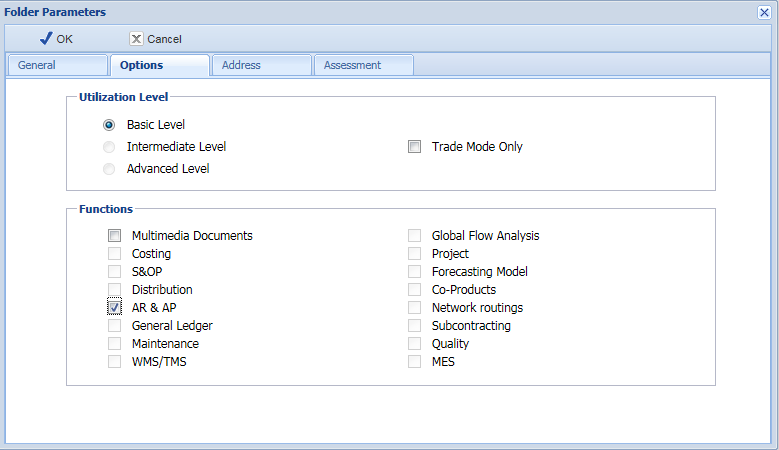 Folder Parameters
OK Cancel
General Options Address Assessment
Utilization Level
Basic Level
Intermediate Level Trade Mode Only
Advanced Level
Functions
Multimedia Documents Global Flow Analysis
Costing Project
S&OP Forecasting Model
Distribution Co-Products
AR & AP Network routings
General Ledger Subcontracting
Maintenance Quality
WMS/TMS MES